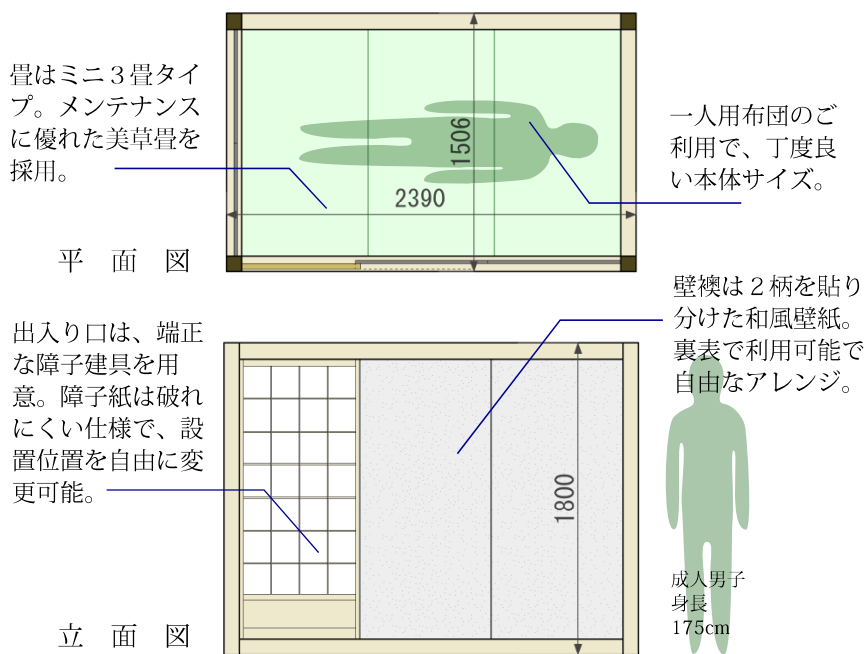 畳はミニ３畳タイ
プ。メンテナンス
に優れた美草畳を
採用。
1506
2390
一人用布団のご
利用で、丁度良
い本体サイズ。
平 面 図
壁襖は２柄を貼り
分けた和風壁紙。
裏表で利用可能で
自由なアレンジ。
出入り口は、端正
な障子建具を用
意。障子紙は破れ
にくい仕様で、設
置位置を自由に変
更可能。
1800
成人男子
身長
175cm
立 面 図